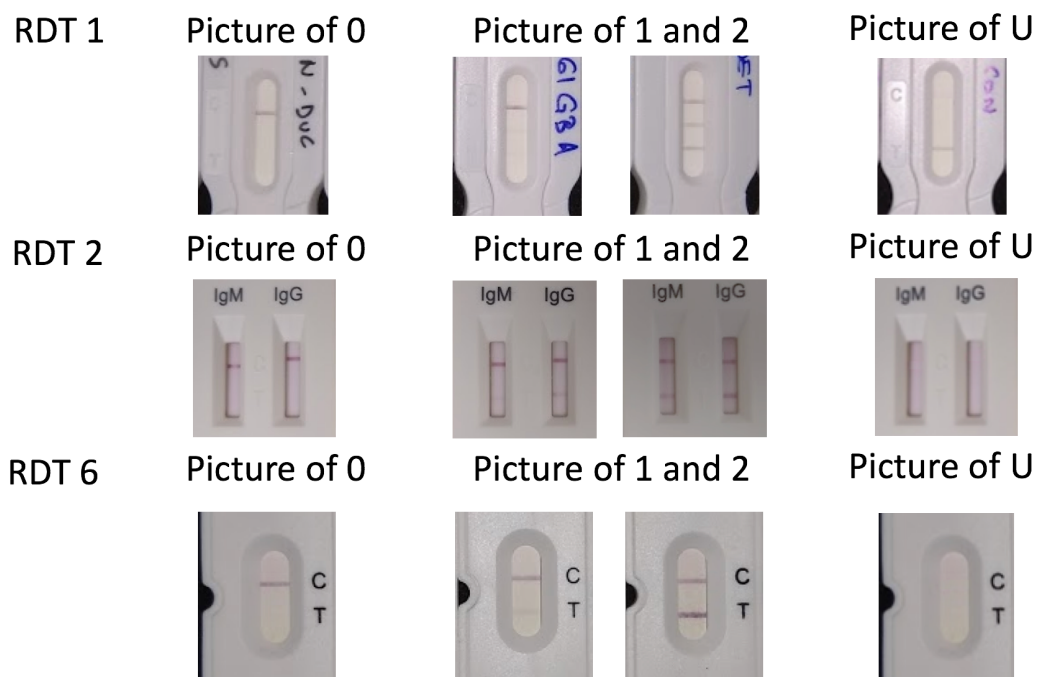 RDT 1 Picture of 0 Picture of 1 and 2 Picture of U
S C T N-DUC
GIGBA
ET
C T CON
RDT 2 Picture of 0 Picture of 1 and 2 Picture of U
IgM IgG C T
IgM IgG
IgM IgG
IgM IgG C T
RDT 6 Picture of 0 Picture of 1 and 2 Picture of U
C
T
C
T
C
T
C
T